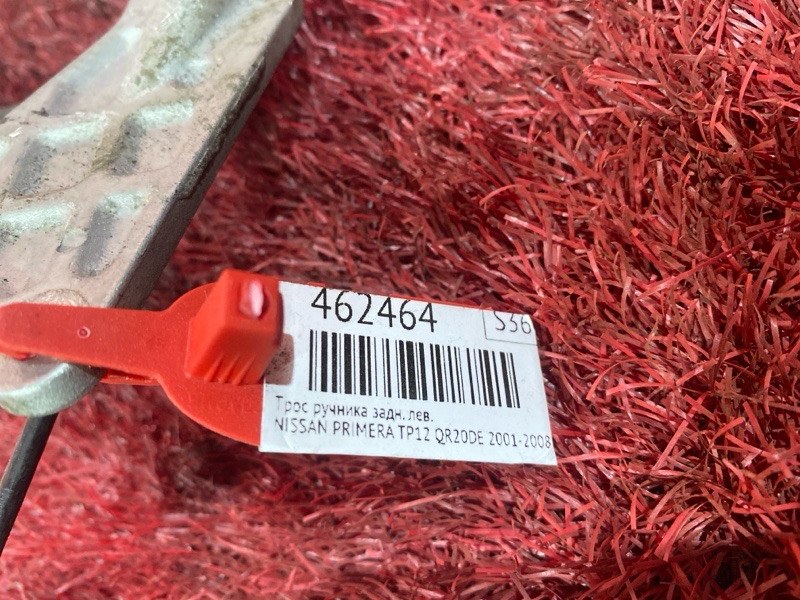 462464 S36
Трос ручника задн. лев.
NISSAN PRIMERA TP12 QR20DE 2001-2008